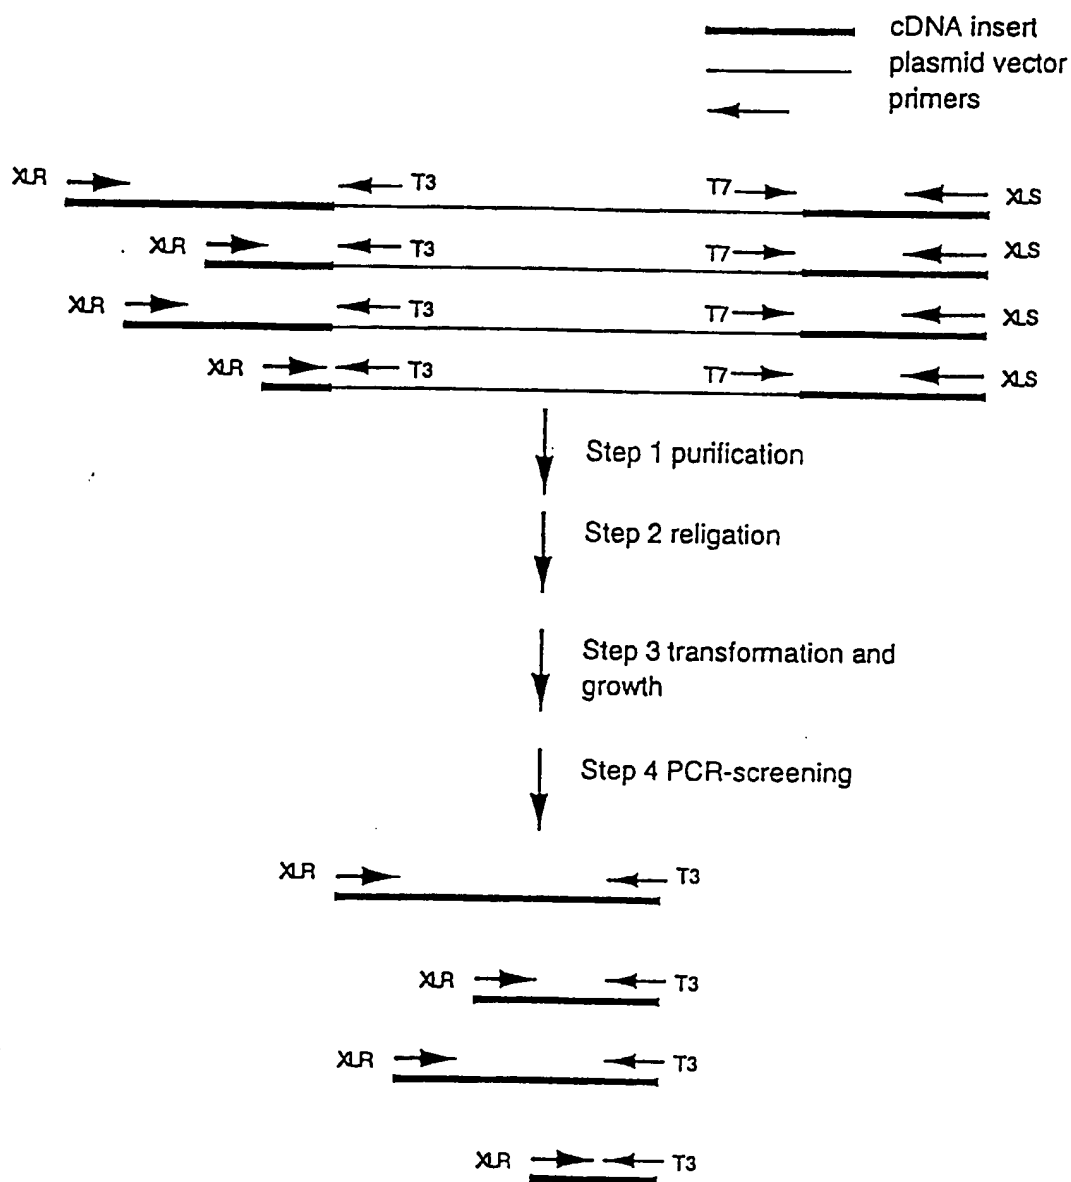 cDNA insert
plasmid vector
primers
XLR T3 T7 XLS
XLR T3 T7 XLS
XLR T3 T7 XLS
XLR T3 T7 XLS
Step 1 purification
Step 2 religation
Step 3 transformation and
growth
Step 4 PCR-screening
XLR T3
XLR T3
XLR T3
XLR T3